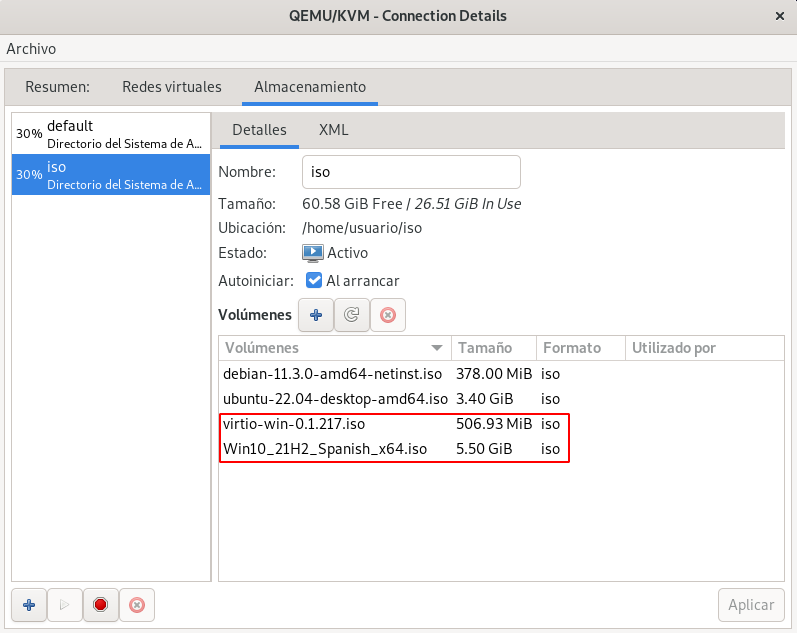 QEMU/KVM - Connection Details
Archivo
Resumen: Redes virtuales Almacenamiento
30% default
Directorio del Sistema de A...
30% iso
Directorio del Sistema de A...
Detalles XML
Nombre: iso
Tamaño: 60.58 GiB Free / 26.51 GiB In Use
Ubicación: /home/usuario/iso
Estado: Activo
Autoiniciar: Al arrancar
Volúmenes
Volúmenes Tamaño Formato Utilizado por
debian-11.3.0-amd64-netinst.iso 378.00 MiB iso
ubuntu-22.04-desktop-amd64.iso 3.40 GiB iso
virtio-win-0.1.217.iso 506.93 MiB iso
Win10_21H2_Spanish_x64.iso 5.50 GiB iso
Aplicar